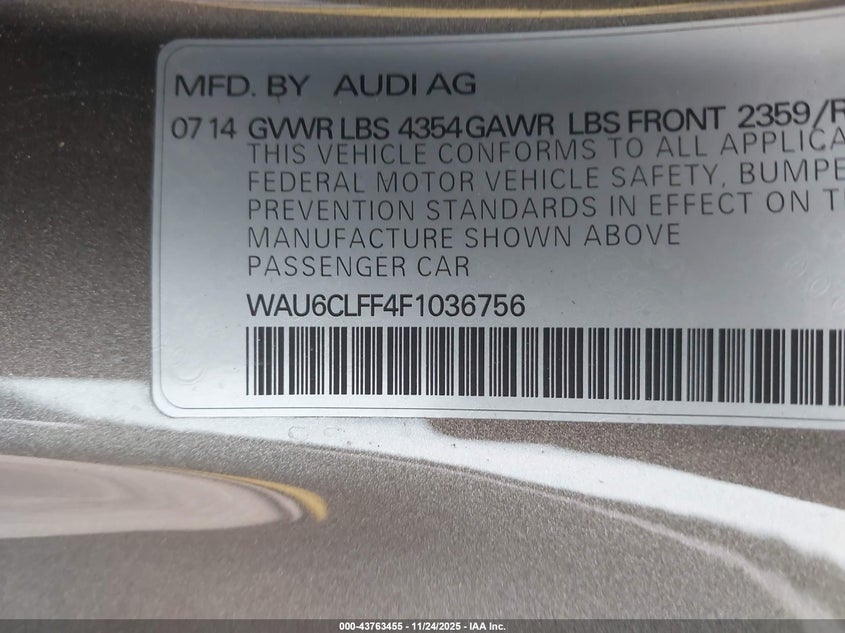 MFD. BY AUDI AG
07 14 GVWR LBS 4354 GAWR LBS FRONT 2359/R
THIS VEHICLE CONFORMS TO ALL APPLICA
FEDERAL MOTOR VEHICLE SAFETY, BUMPE
PREVENTION STANDARDS IN EFFECT ON T
MANUFACTURE SHOWN ABOVE
PASSENGER CAR
WAU6CLFF4F1036756
000-43763455 - 11/24/2025 - IAA Inc.